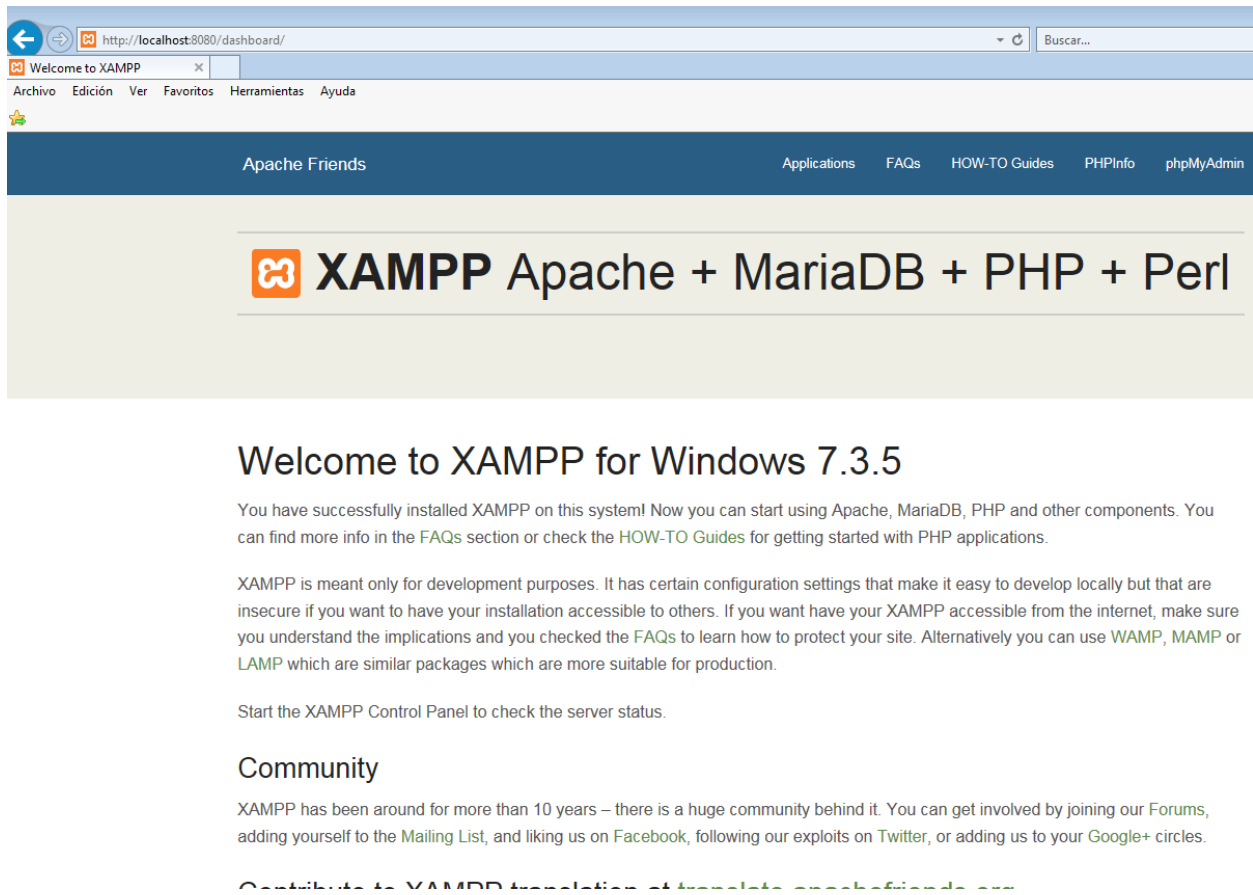 http://localhost:8080/dashboard/
Buscar...
Welcome to XAMPP
Archivo Edición Ver Favoritos Herramientas Ayuda
Apache Friends Applications FAQs HOW-TO Guides PHPInfo phpMyAdmin
XAMPP Apache + MariaDB + PHP + Perl
Welcome to XAMPP for Windows 7.3.5
You have successfully installed XAMPP on this system! Now you can start using Apache, MariaDB, PHP and other components. You
can find more info in the FAQs section or check the HOW-TO Guides for getting started with PHP applications.
XAMPP is meant only for development purposes. It has certain configuration settings that make it easy to develop locally but that are
insecure if you want to have your installation accessible to others. If you want have your XAMPP accessible from the internet, make sure
you understand the implications and you checked the FAQs to learn how to protect your site. Alternatively you can use WAMP, MAMP or
LAMP which are similar packages which are more suitable for production.
Start the XAMPP Control Panel to check the server status.
Community
XAMPP has been around for more than 10 years – there is a huge community behind it. You can get involved by joining our Forums,
adding yourself to the Mailing List, and liking us on Facebook, following our exploits on Twitter, or adding us to your Google+ circles.
Contribute to XAMPP translation at translate.apachefriends.org